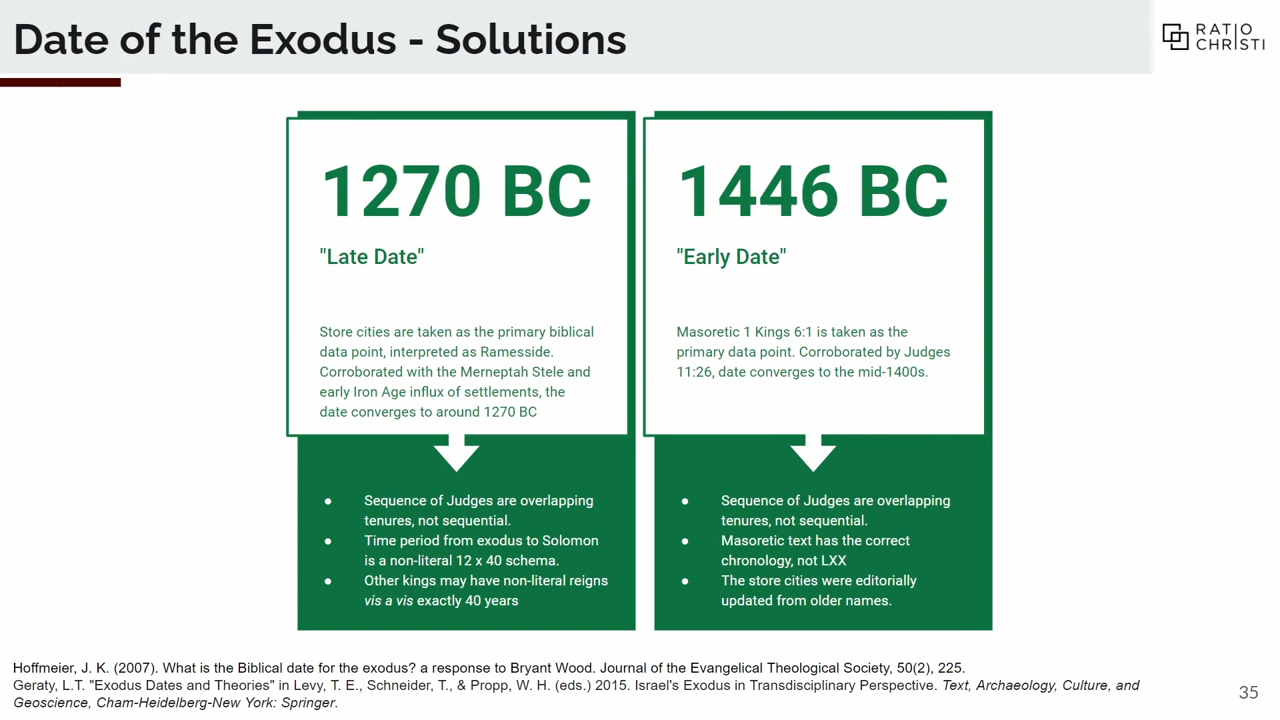 Date of the Exodus - Solutions
RATIO
CHRISTI
1270 BC
"Late Date"
Store cities are taken as the primary biblical
data point, interpreted as Ramesside.
Corroborated with the Merneptah Stele and
early Iron Age influx of settlements, the
date converges to around 1270 BC
● Sequence of Judges are overlapping
tenures, not sequential.
● Time period from exodus to Solomon
is a non-literal 12 x 40 schema.
● Other kings may have non-literal reigns
vis a vis exactly 40 years
1446 BC
"Early Date"
Masoretic 1 Kings 6:1 is taken as the
primary data point. Corroborated by Judges
11:26, date converges to the mid-1400s.
● Sequence of Judges are overlapping
tenures, not sequential.
● Masoretic text has the correct
chronology, not LXX
● The store cities were editorially
updated from older names.
Hoffmeier, J. K. (2007). What is the Biblical date for the exodus? a response to Bryant Wood. Journal of the Evangelical Theological Society, 50(2), 225.
Geraty, L.T. "Exodus Dates and Theories" in Levy, T. E., Schneider, T., & Propp, W. H. (eds.) 2015. Israel's Exodus in Transdisciplinary Perspective. Text, Archaeology, Culture, and
Geoscience, Cham-Heidelberg-New York: Springer.
35